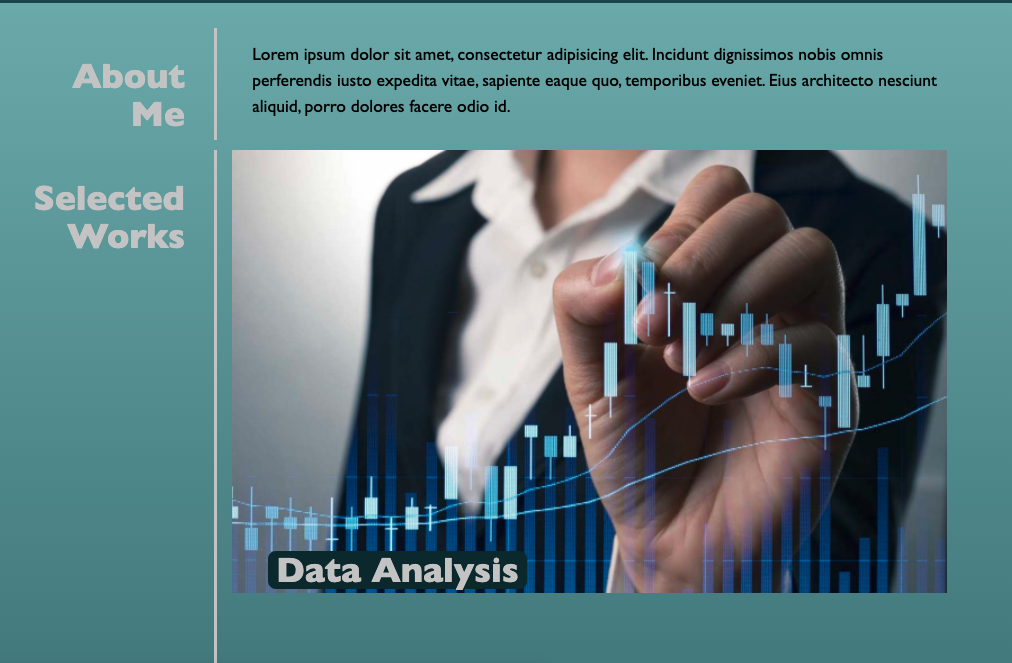 About
Me
Lorem ipsum dolor sit amet, consectetur adipisicing elit. Incidunt dignissimos nobis omnis
perferendis iusto expedita vitae, sapiente eaque quo, temporibus eveniet. Eius architecto nesciunt
aliquid, porro dolores facere odio id.
Selected
Works
Data Analysis